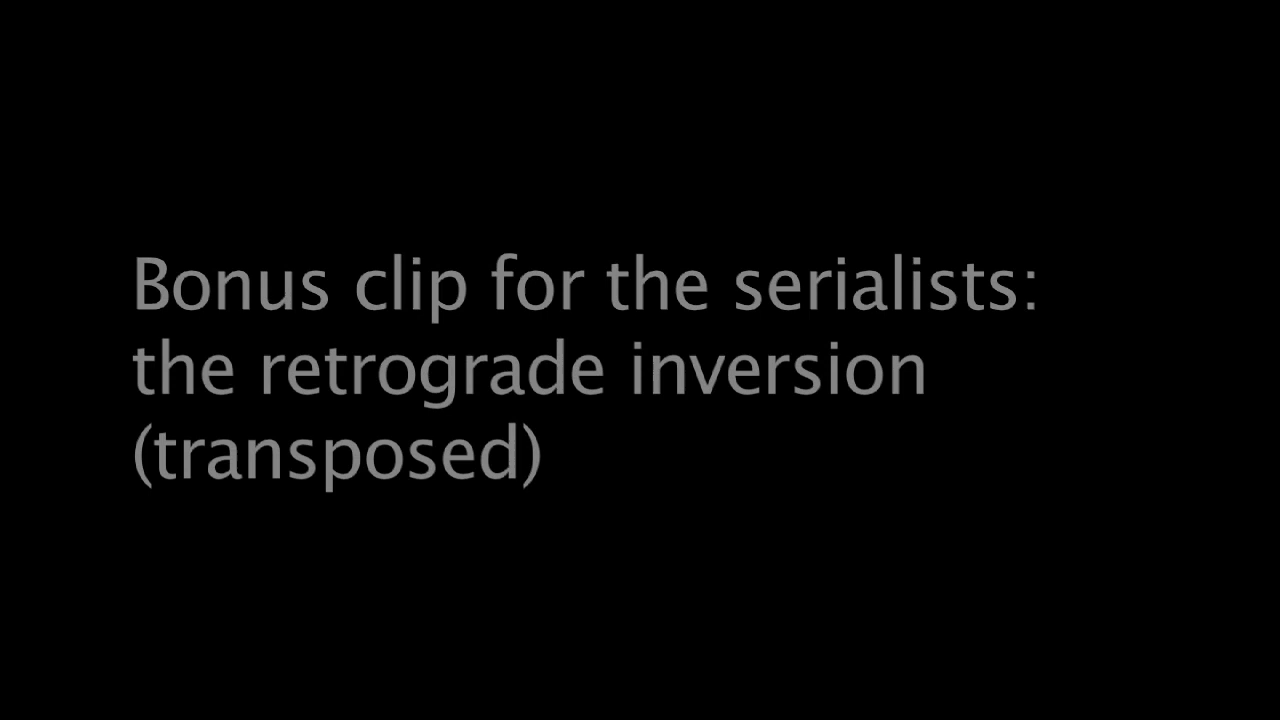 Bonus clip for the serialists:
the retrograde inversion
(transposed)